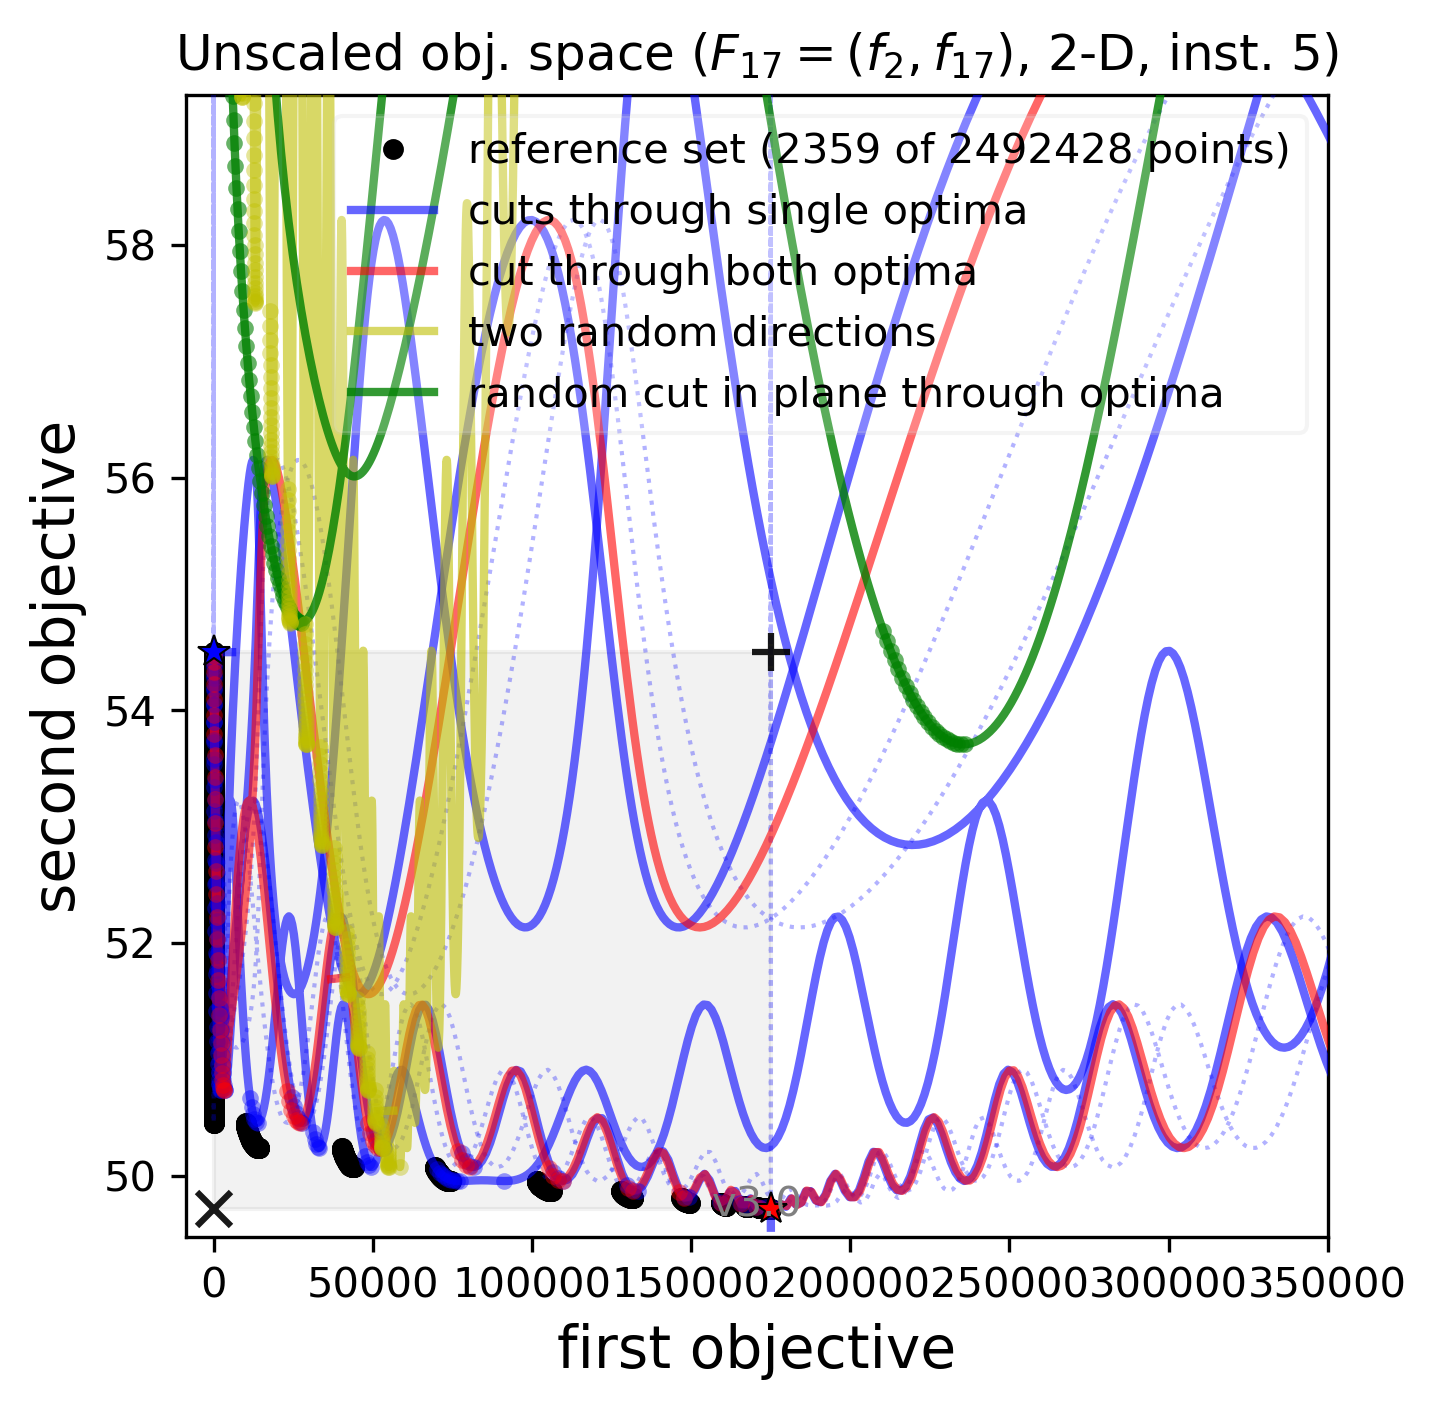 Unscaled obj. space (F₁₇ = (f₂, f₁₇), 2-D, inst. 5)
reference set (2359 of 2492428 points)
cuts through single optima
cut through both optima
two random directions
random cut in plane through optima
second objective
58
56
54
52
50
v3.0
0 50000 100000 150000 200000 250000 300000 350000
first objective